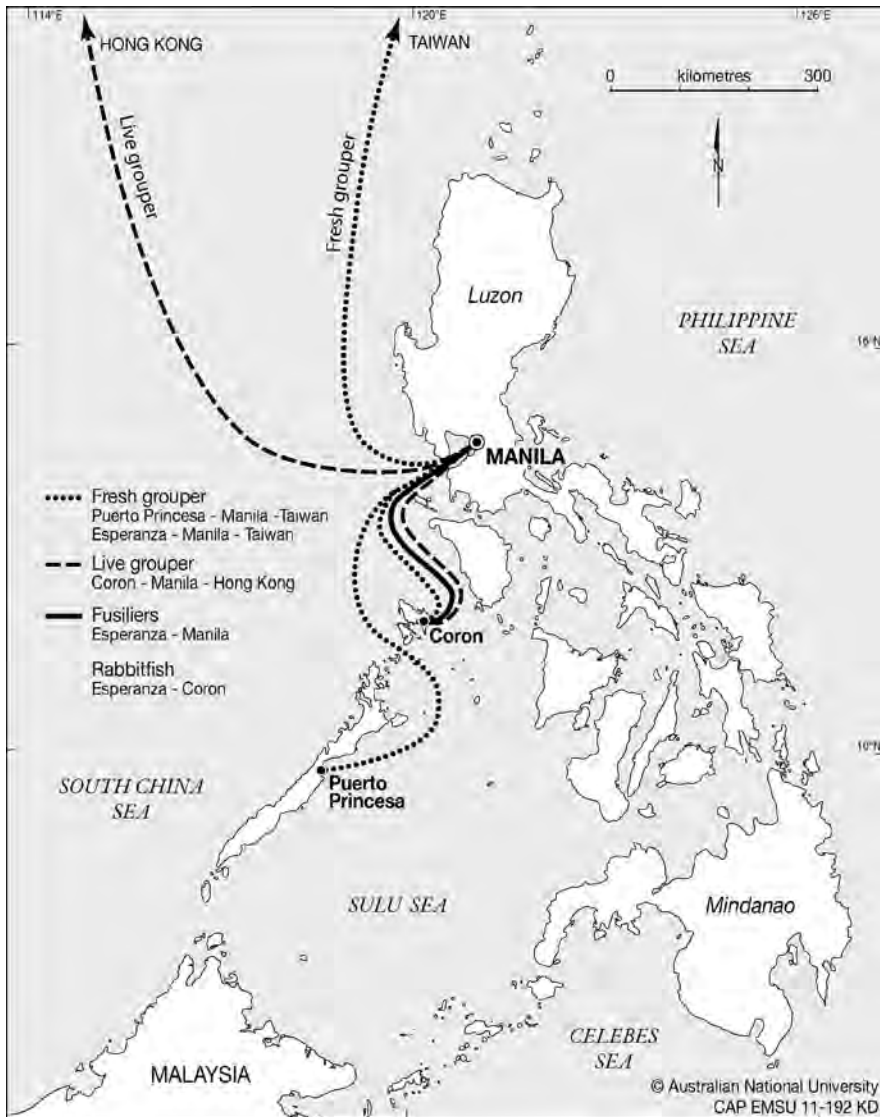 114°E
120°E
126°E
HONG KONG
TAIWAN
0 kilometres 300
N
Live grouper
Fresh grouper
Luzon
PHILIPPINE
SEA
16°N
MANILA
Fresh grouper
Puerto Princesa - Manila -Taiwan
Esperanza - Manila - Taiwan
Live grouper
Coron - Manila - Hong Kong
Fusiliers
Esperanza - Manila
Rabbitfish
Esperanza - Coron
Coron
10°N
SOUTH CHINA
SEA
Puerto
Princesa
SULU SEA
Mindanao
CELEBES
SEA
MALAYSIA
© Australian National University
CAP EMSU 11-192 KD